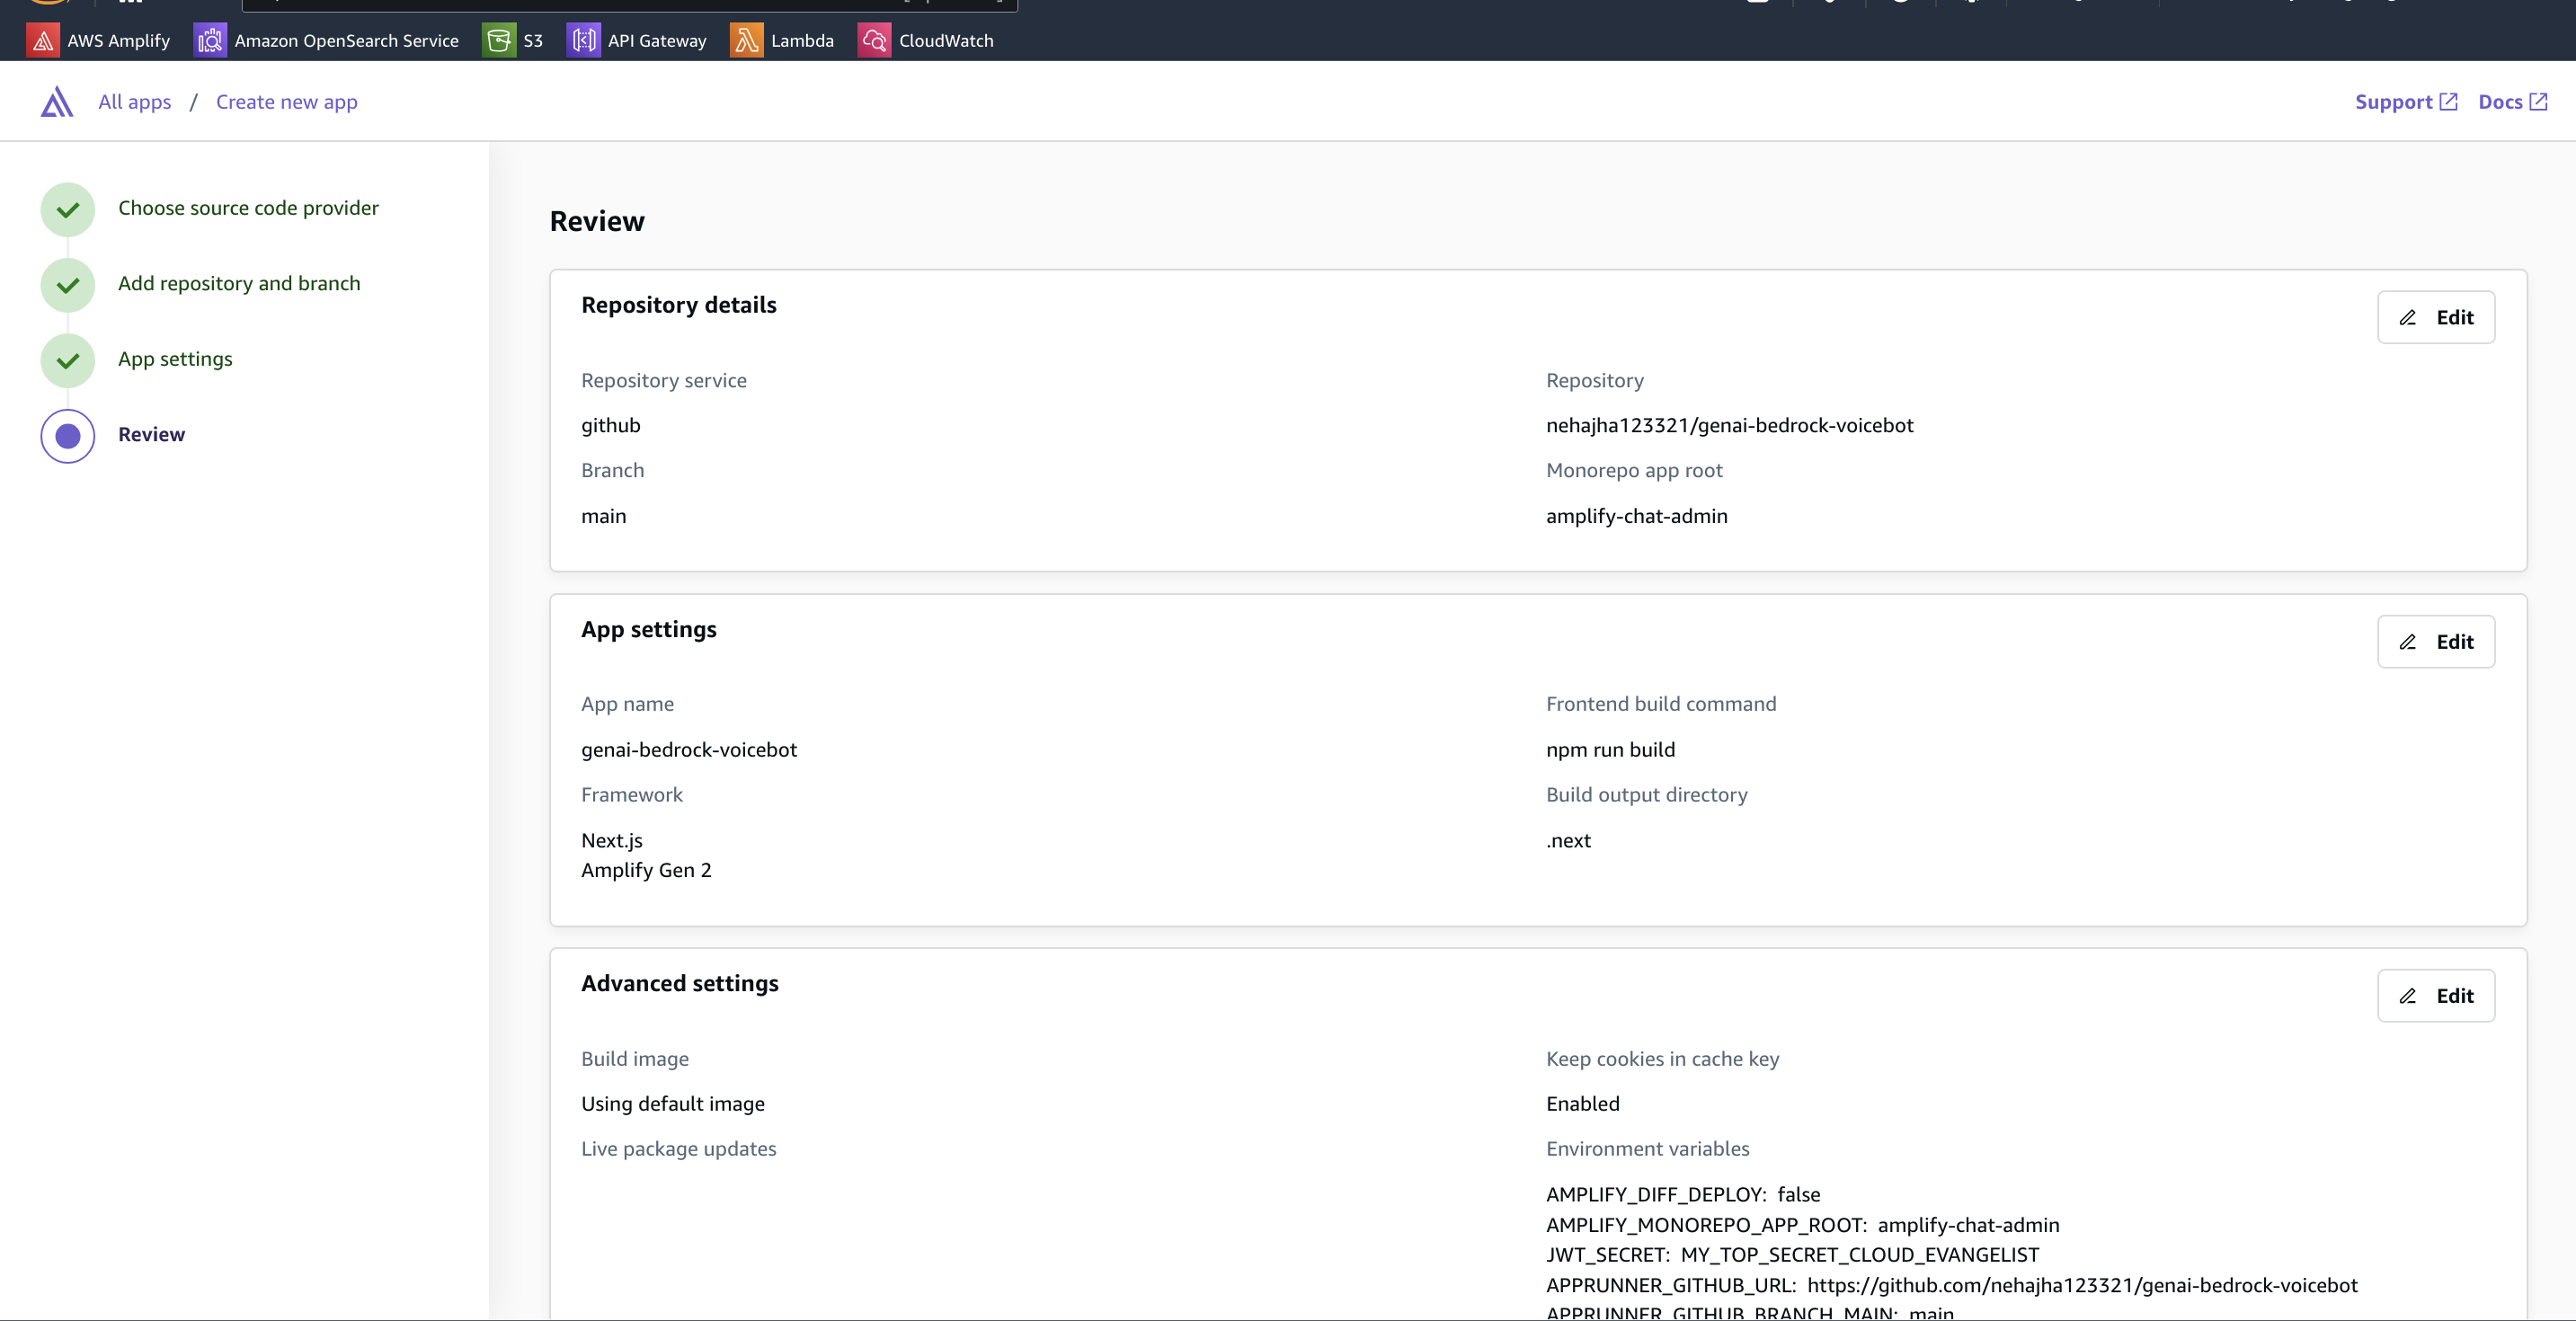 AWS Amplify Amazon OpenSearch Service S3 API Gateway Lambda CloudWatch
All apps / Create new app
Support Docs
Choose source code provider
Add repository and branch
App settings
Review
Review
Repository details
Edit
Repository service
github
Repository
nehajha123321/genai-bedrock-voicebot
Branch
main
Monorepo app root
amplify-chat-admin
App settings
Edit
App name
genai-bedrock-voicebot
Frontend build command
npm run build
Framework
Next.js
Amplify Gen 2
Build output directory
.next
Advanced settings
Edit
Build image
Using default image
Keep cookies in cache key
Enabled
Live package updates
Environment variables
AMPLIFY_DIFF_DEPLOY: false
AMPLIFY_MONOREPO_APP_ROOT: amplify-chat-admin
JWT_SECRET: MY_TOP_SECRET_CLOUD_EVANGELIST
APPRUNNER_GITHUB_URL: https://github.com/nehajha123321/genai-bedrock-voicebot
APPRUNNER_GITHUB_BRANCH_MAIN: main